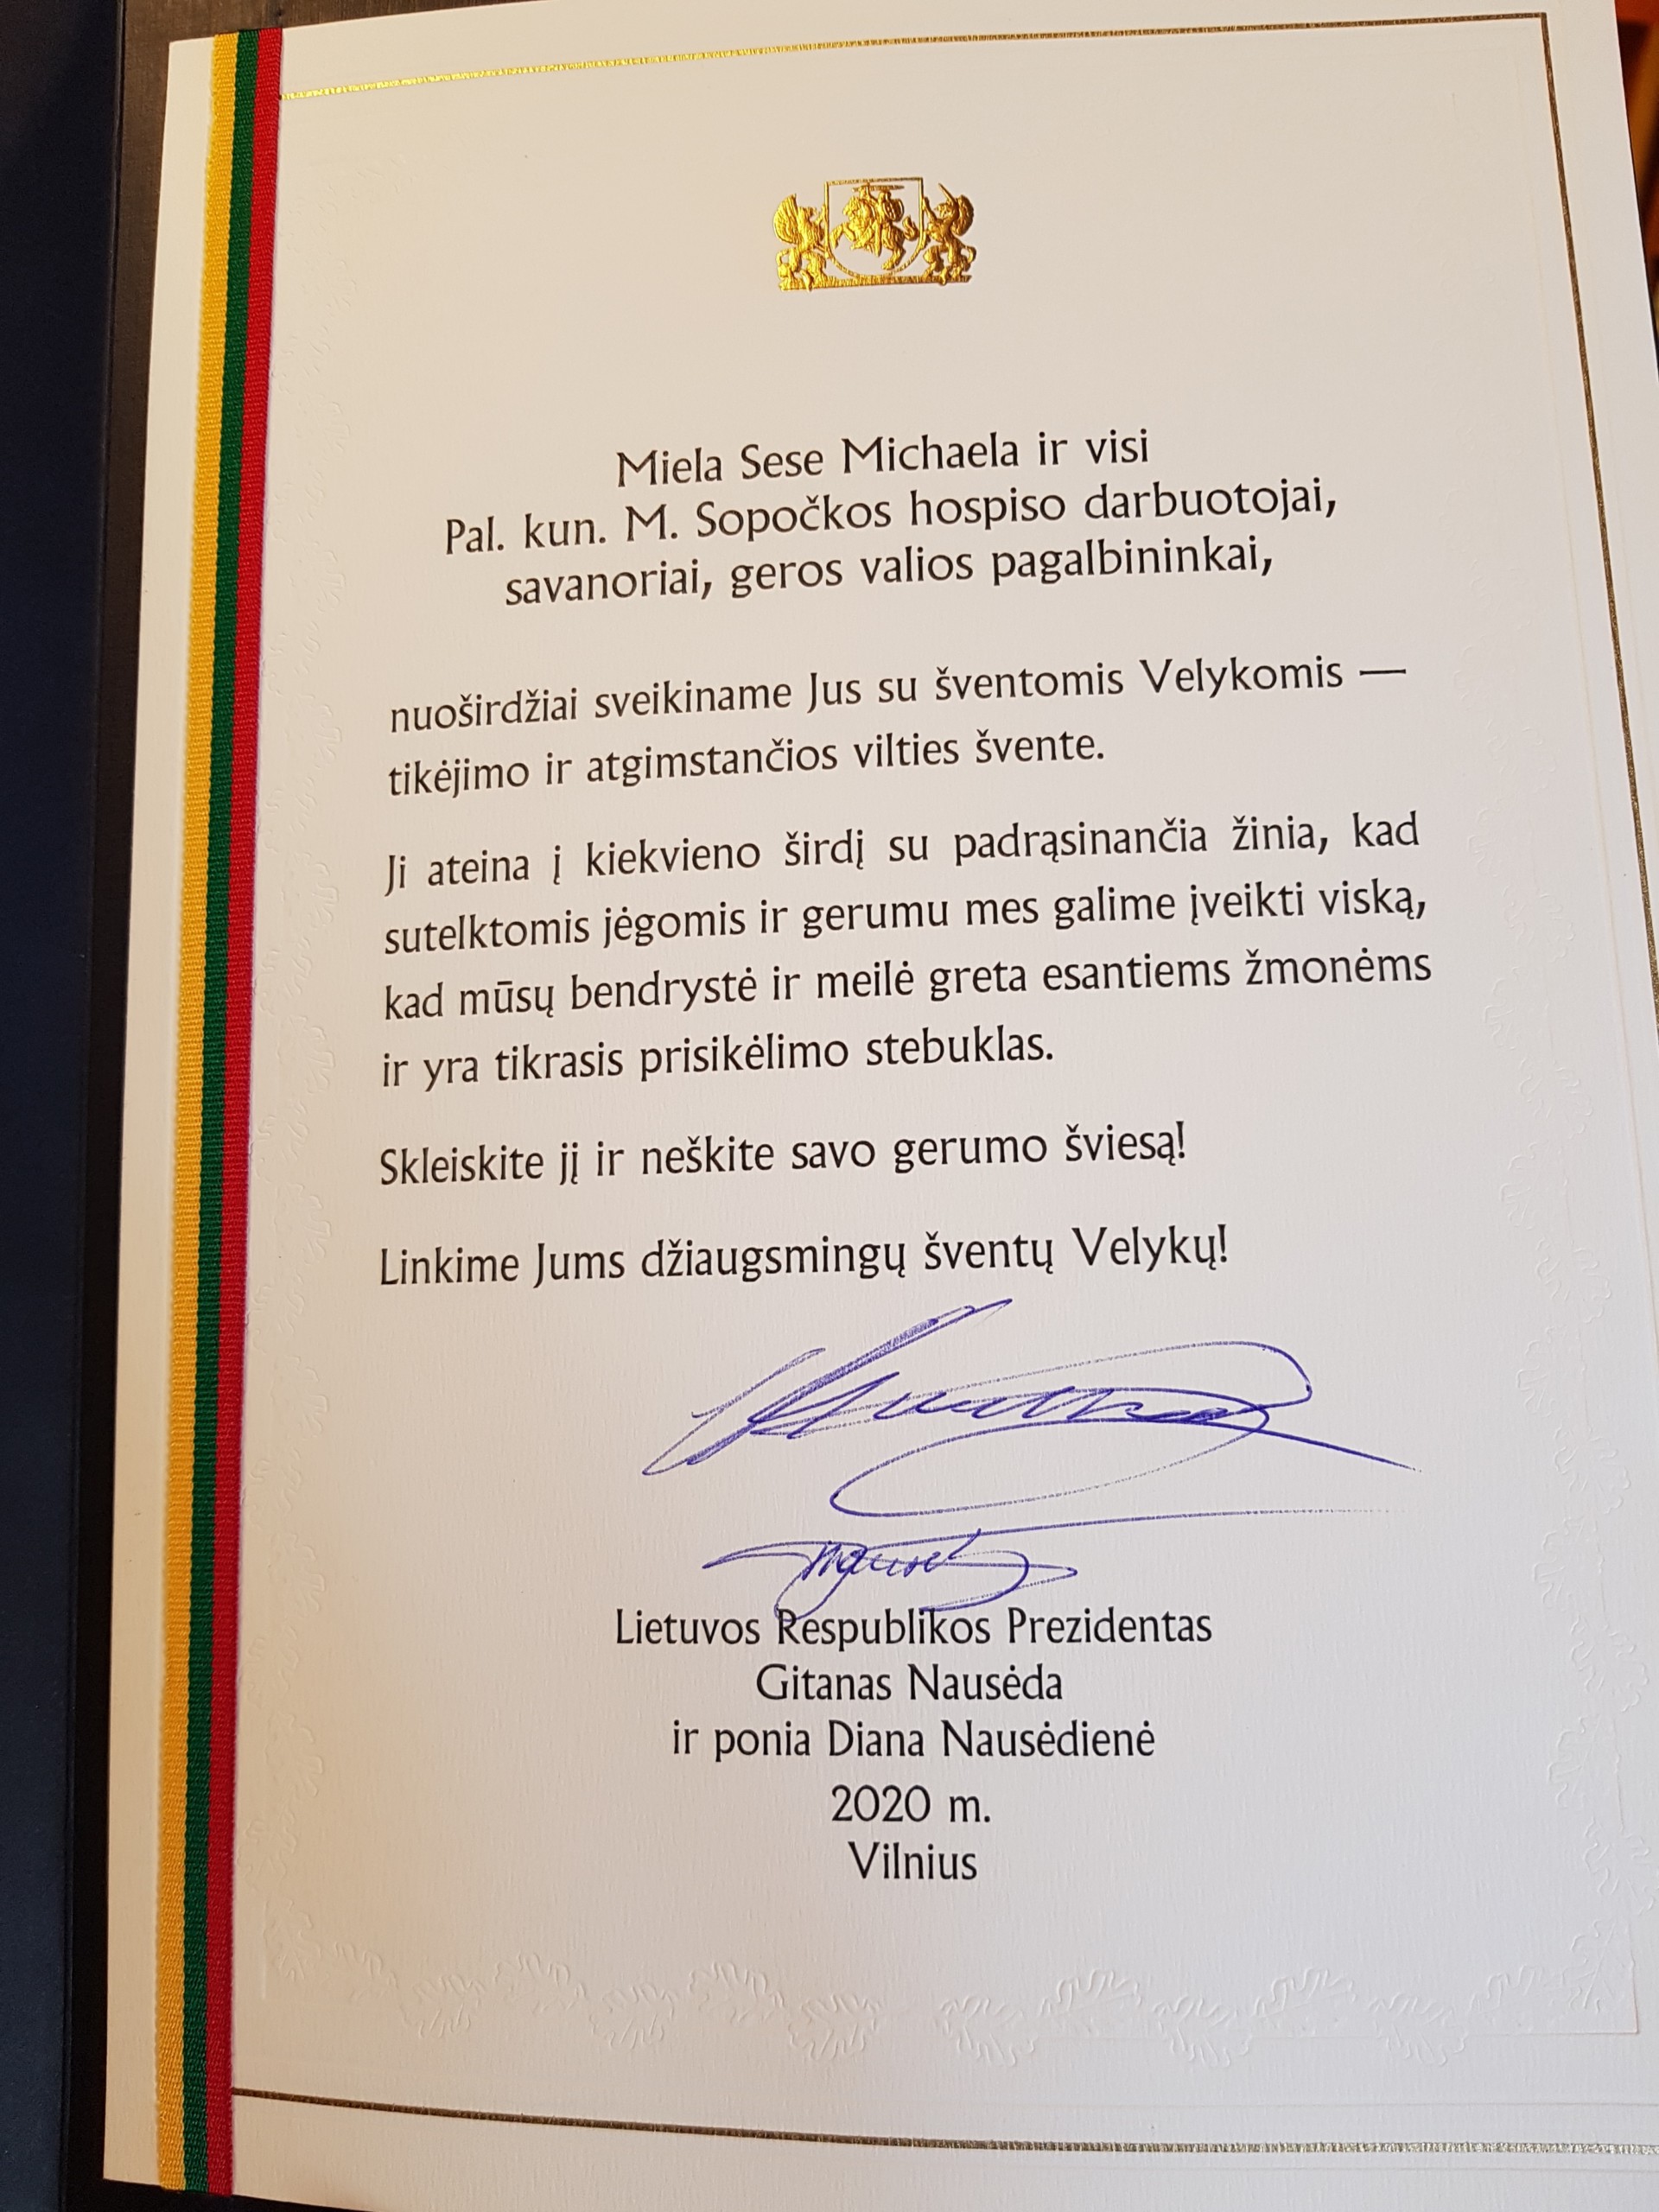 Miela Sese Michaela ir visi
Pal. kun. M. Sopočkos hospiso darbuotojai,
savanoriai, geros valios pagalbininkai,
nuoširdžiai sveikiname Jus su šventomis Velykomis —
tikėjimo ir atgimstančios vilties švente.
Ji ateina į kiekvieno širdį su padrąsinančia žinia, kad
sutelktomis jėgomis ir gerumu mes galime įveikti viską,
kad mūsų bendrystė ir meilė greta esantiems žmonėms
ir yra tikrasis prisikėlimo stebuklas.
Skleiskite jį ir neškite savo gerumo šviesą!
Linkime Jums džiaugsmingų šventų Velykų!
Lietuvos Respublikos Prezidentas
Gitanas Nausėda
ir ponia Diana Nausėdienė
2020 m.
Vilnius